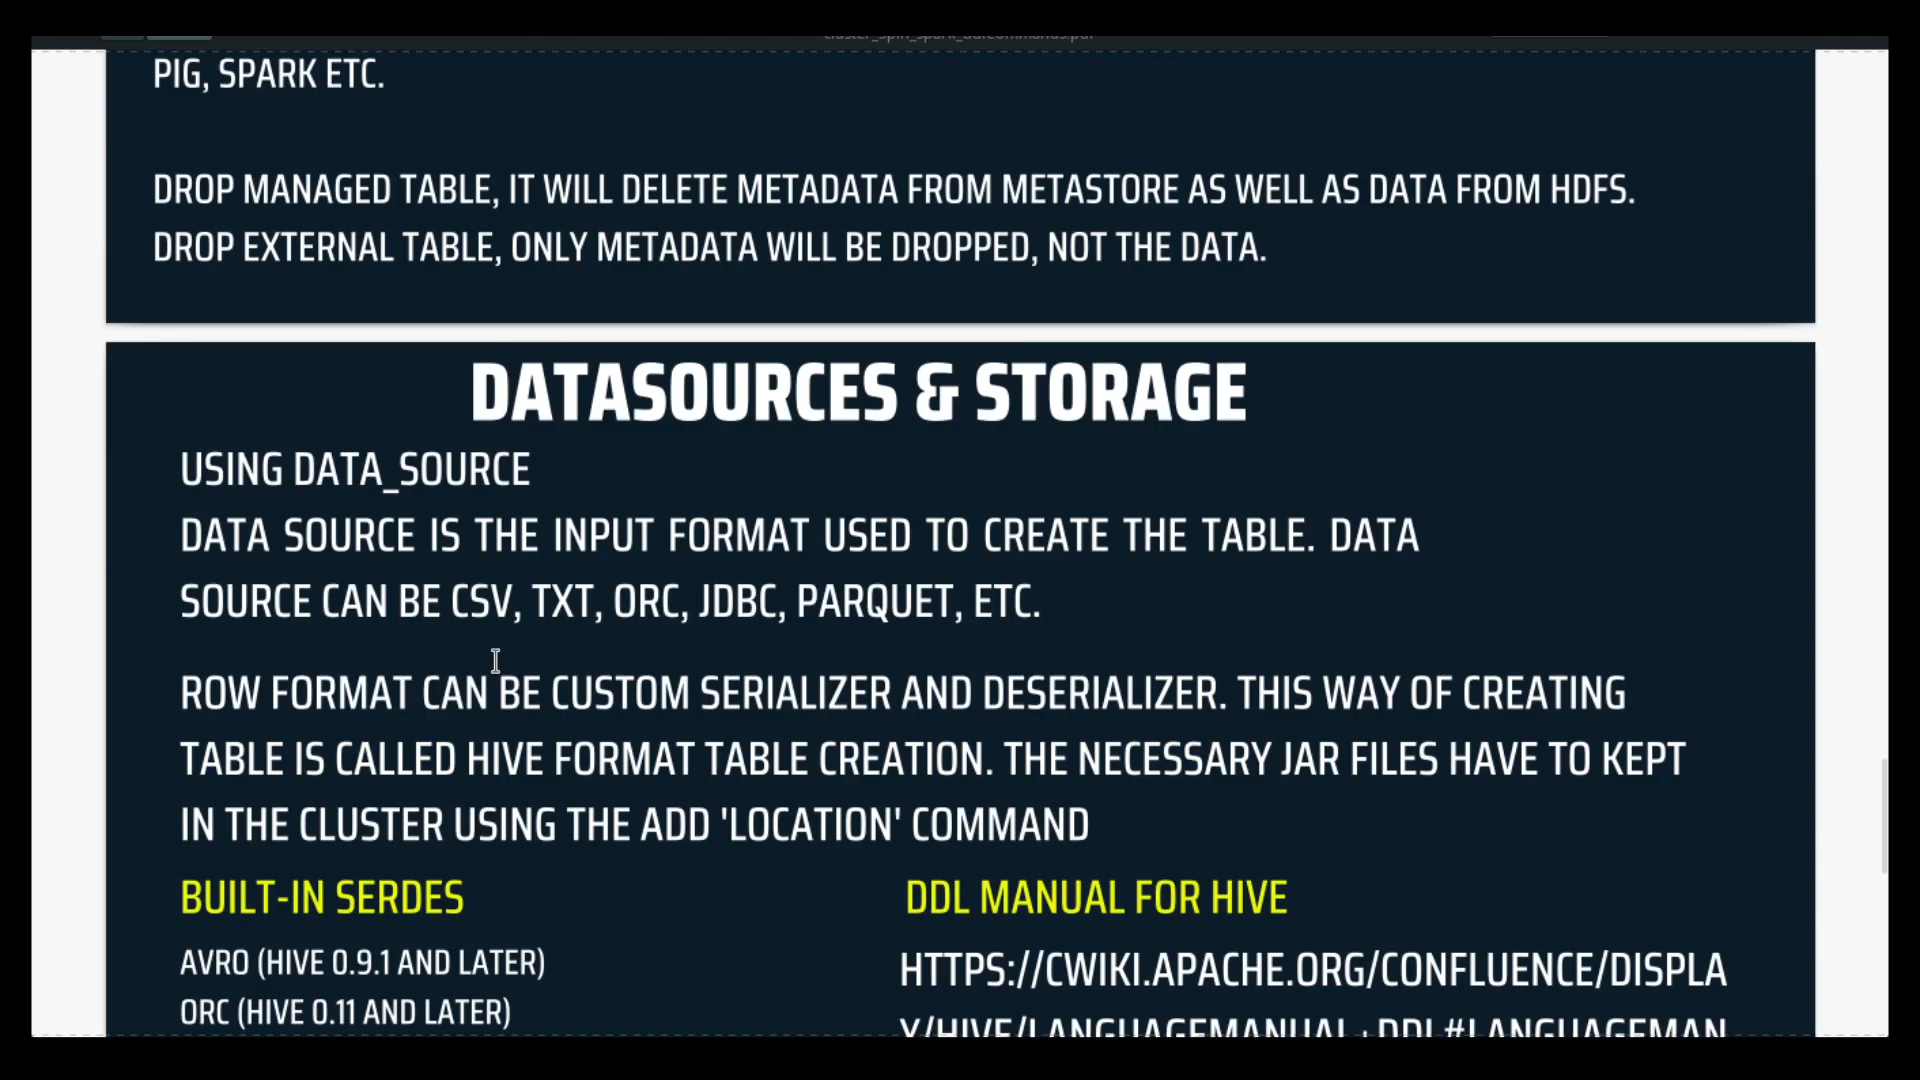 PIG, SPARK ETC.
DROP MANAGED TABLE, IT WILL DELETE METADATA FROM METASTORE AS WELL AS DATA FROM HDFS.
DROP EXTERNAL TABLE, ONLY METADATA WILL BE DROPPED, NOT THE DATA.
DATASOURCES & STORAGE
USING DATA_SOURCE
DATA SOURCE IS THE INPUT FORMAT USED TO CREATE THE TABLE. DATA
SOURCE CAN BE CSV, TXT, ORC, JDBC, PARQUET, ETC.
ROW FORMAT CAN BE CUSTOM SERIALIZER AND DESERIALIZER. THIS WAY OF CREATING
TABLE IS CALLED HIVE FORMAT TABLE CREATION. THE NECESSARY JAR FILES HAVE TO KEPT
IN THE CLUSTER USING THE ADD 'LOCATION' COMMAND
BUILT-IN SERDES
AVRO (HIVE 0.9.1 AND LATER)
ORC (HIVE 0.11 AND LATER)
DDL MANUAL FOR HIVE
HTTPS://CWIKI.APACHE.ORG/CONFLUENCE/DISPLA
Y/HIVE/LANGUAGEMANUAL+DDL#LANGUAGEMAN